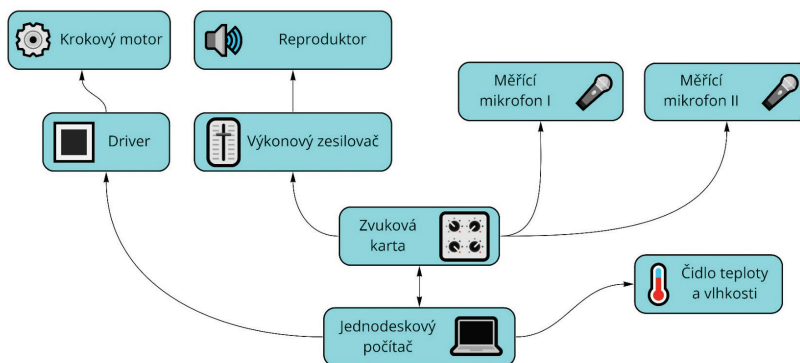 Krokový motor
Reproduktor
Měřící
mikrofon I
Měřící
mikrofon II
Driver
Výkonový zesilovač
Zvuková
karta
Čidlo teploty
a vlhkosti
Jednodeskový
počítač